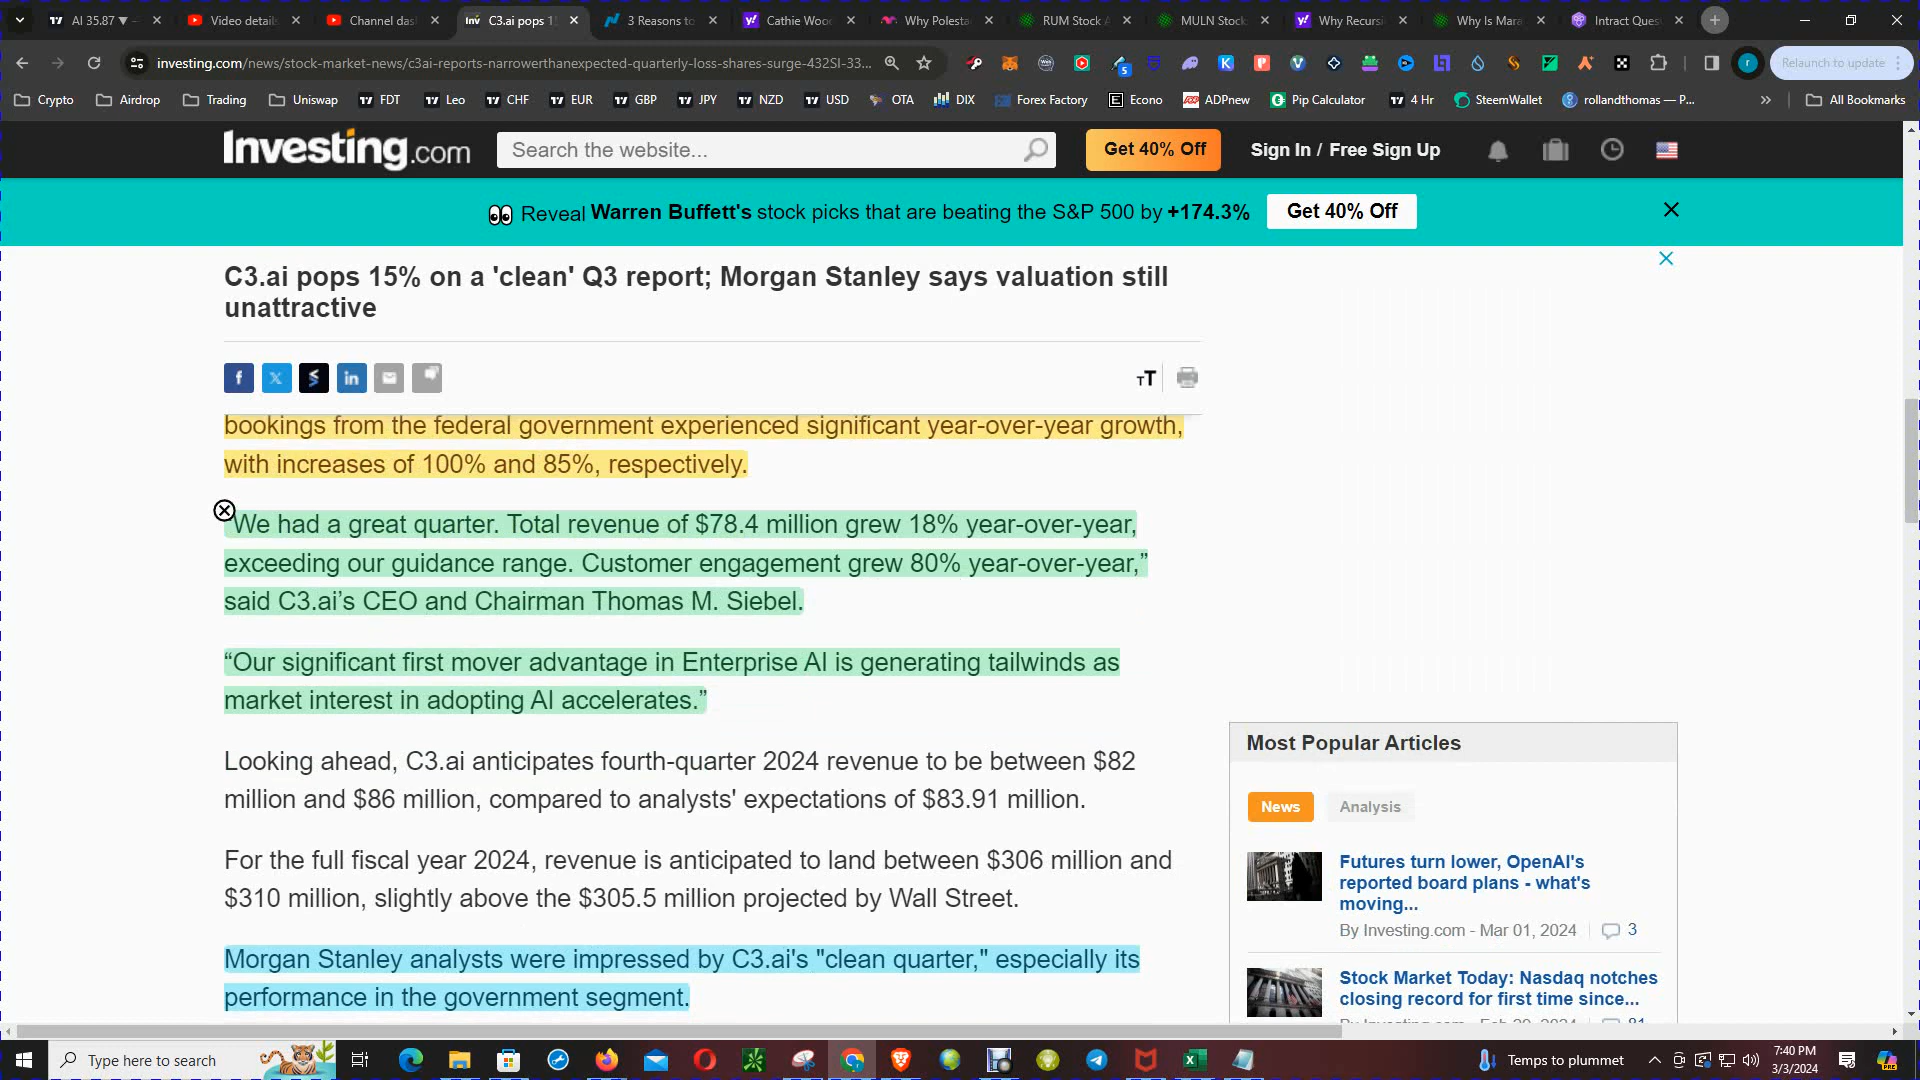 AI 35.87 ▼ –
Video details
Channel das
C3.ai pops 1
3 Reasons to
Cathie Wood
Why Polesta
RUM Stock A
MULN Stock
Why Recursi
Why Is Mara
Intract Ques
investing.com/news/stock-market-news/c3ai-reports-narrowerthanexpected-quarterly-loss-shares-surge-432SI-33...
5
r
Relaunch to update
Crypto
Airdrop
Trading
Uniswap
FDT
Leo
CHF
EUR
GBP
JPY
NZD
USD
OTA
DIX
Forex Factory
Econo
ADPnew
Pip Calculator
4 Hr
SteemWallet
rollandthomas — P...
»
All Bookmarks
Investing.com
Search the website...
Get 40% Off
Sign In / Free Sign Up
Reveal Warren Buffett's stock picks that are beating the S&P 500 by +174.3%
Get 40% Off
C3.ai pops 15% on a 'clean' Q3 report; Morgan Stanley says valuation still
unattractive
TT
bookings from the federal government experienced significant year-over-year growth,
with increases of 100% and 85%, respectively.
“We had a great quarter. Total revenue of $78.4 million grew 18% year-over-year,
exceeding our guidance range. Customer engagement grew 80% year-over-year,”
said C3.ai’s CEO and Chairman Thomas M. Siebel.
“Our significant first mover advantage in Enterprise AI is generating tailwinds as
market interest in adopting AI accelerates.”
Looking ahead, C3.ai anticipates fourth-quarter 2024 revenue to be between $82
million and $86 million, compared to analysts' expectations of $83.91 million.
For the full fiscal year 2024, revenue is anticipated to land between $306 million and
$310 million, slightly above the $305.5 million projected by Wall Street.
Morgan Stanley analysts were impressed by C3.ai's "clean quarter," especially its
performance in the government segment.
Most Popular Articles
News
Analysis
Futures turn lower, OpenAI's
reported board plans - what's
moving...
By Investing.com - Mar 01, 2024
3
Stock Market Today: Nasdaq notches
closing record for first time since...
By Investing.com - Feb 29, 2024
81
Type here to search
Temps to plummet
7:40 PM
3/3/2024